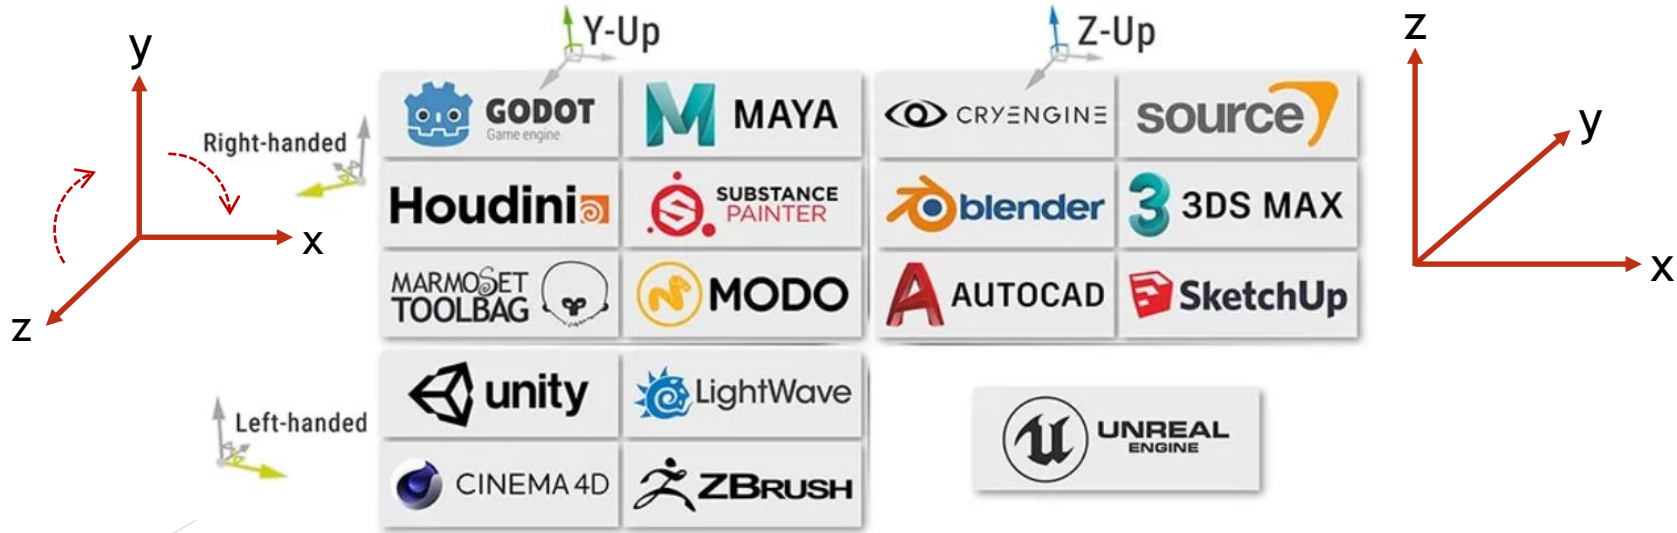 y
x
z
Right-handed
Left-handed
Y-Up
GODOT
Game engine
MAYA
Houdini
SUBSTANCE
PAINTER
MARMOSET
TOOLBAG
MODO
unity
LightWave
CINEMA 4D
ZBRUSH
Z-Up
CRYENGINE
source
blender
3 3DS MAX
AUTOCAD
SketchUp
UNREAL
ENGINE
z
y
x